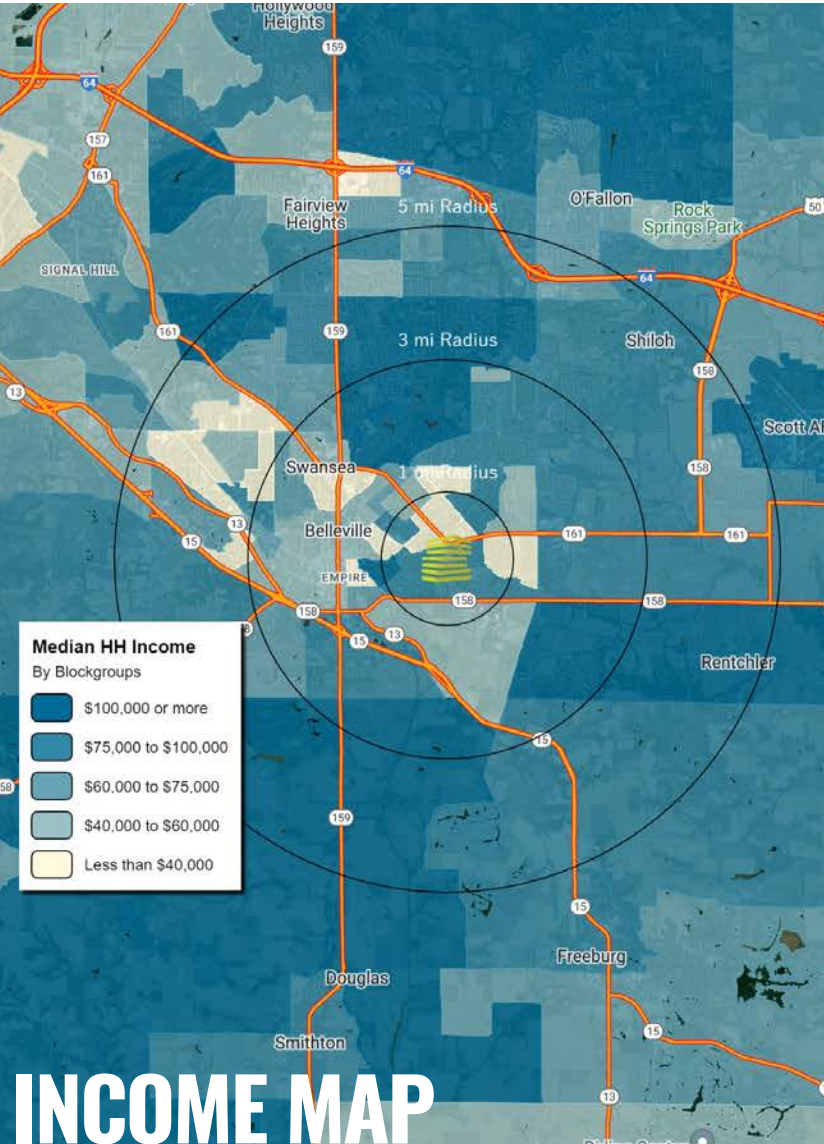 Hollywood
Heights
159
64
157
161
64
Fairview
Heights
5 mi Radius
O'Fallon
Rock
Springs Park
50
SIGNAL HILL
64
161
159
3 mi Radius
Shiloh
158
13
Scott
Swansea
1 mi Radius
158
13
Belleville
15
161
161
EMPIRE
158
158
158
13
15
Rentchler
Median HH Income
By Blockgroups
$100,000 or more
$75,000 to $100,000
$60,000 to $75,000
$40,000 to $60,000
Less than $40,000
15
58
159
15
Freeburg
Douglas
15
Smithton
13
INCOME MAP